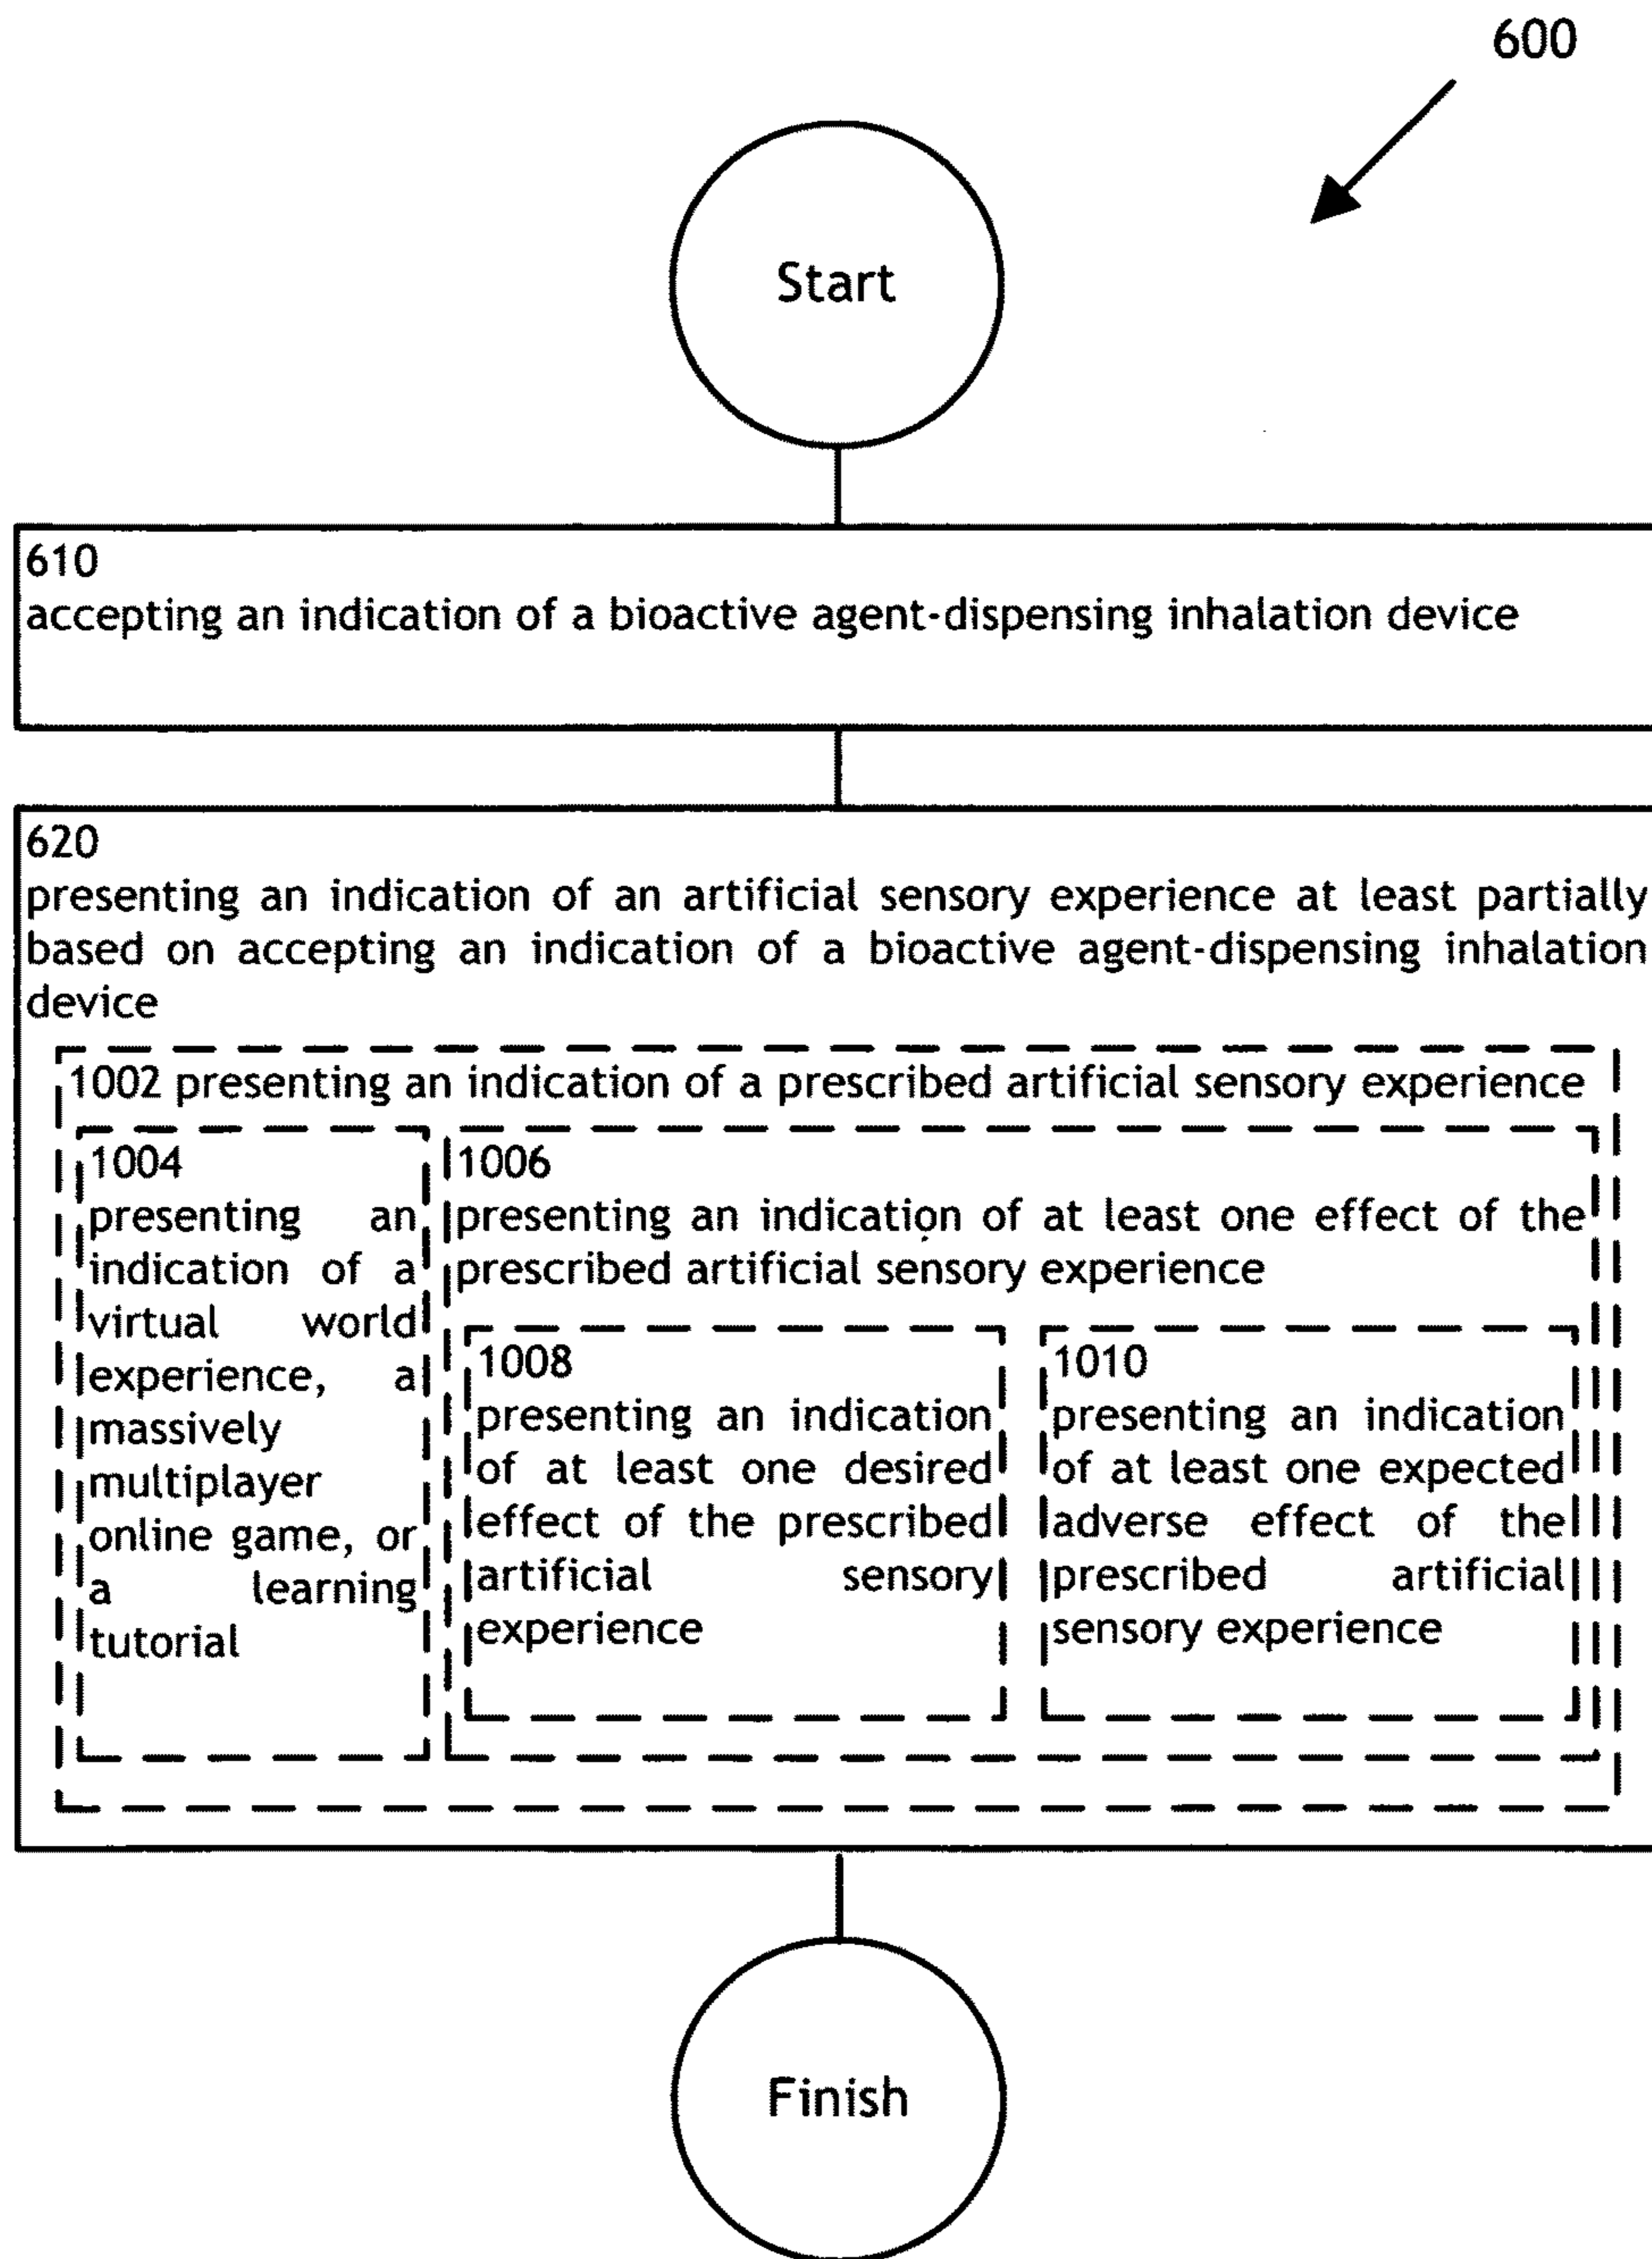 600
Start
610
accepting an indication of a bioactive agent-dispensing inhalation device
620
presenting an indication of an artificial sensory experience at least partially
based on accepting an indication of a bioactive agent-dispensing inhalation
device
1002 presenting an indication of a prescribed artificial sensory experience
1004
presenting an
indication of a
virtual world
experience, a
massively
multiplayer
online game, or
a learning
tutorial
1006
presenting an indication of at least one effect of the
prescribed artificial sensory experience
1008
presenting an indication
of at least one desired
effect of the prescribed
artificial sensory
experience
1010
presenting an indication
of at least one expected
adverse effect of the
prescribed artificial
sensory experience
Finish